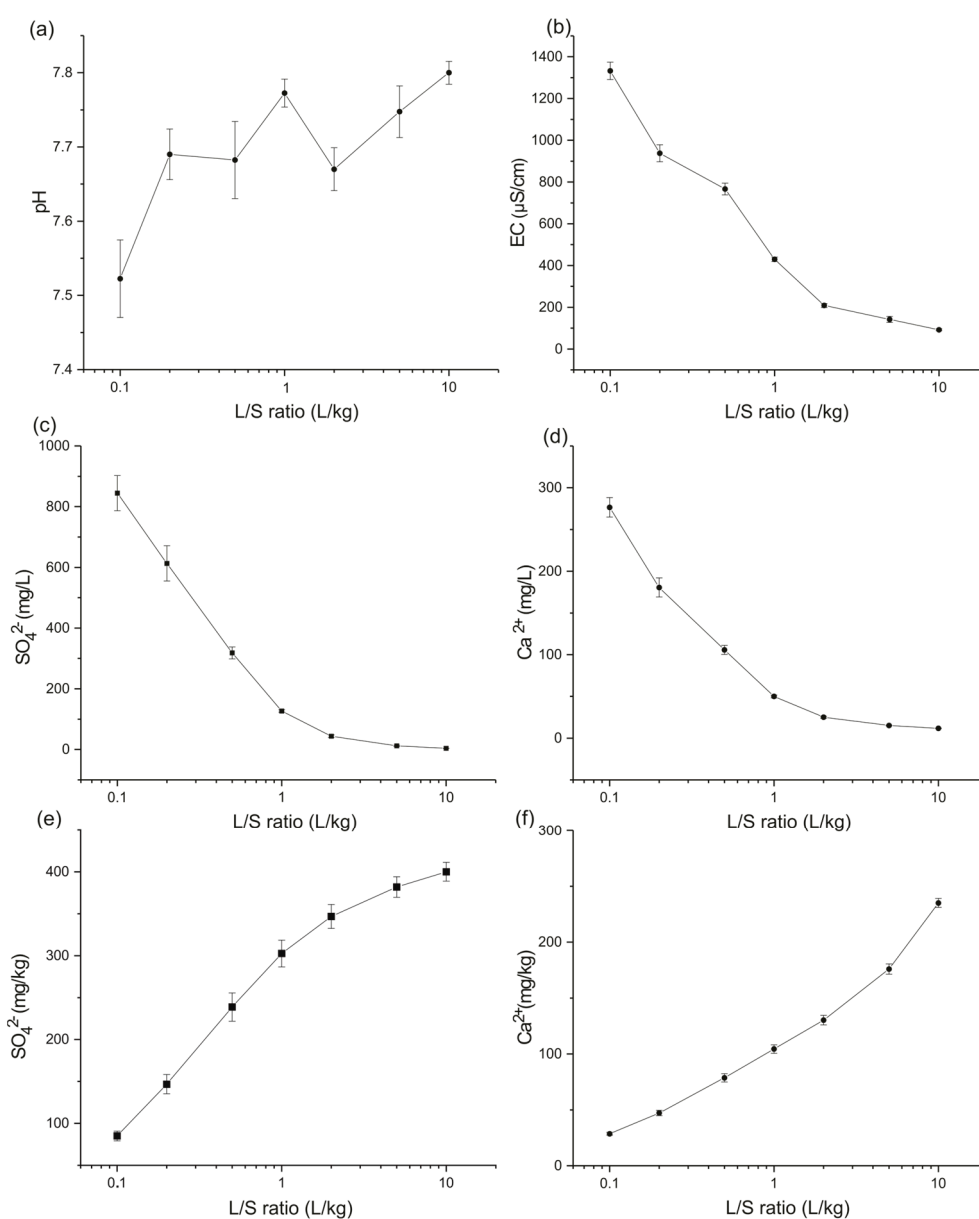 (a)
7.8
7.7
7.6
7.5
7.4
pH
0.1 1 10
L/S ratio (L/kg)
(b)
1400
1200
1000
800
600
400
200
0
EC (µS/cm)
0.1 1 10
L/S ratio (L/kg)
(c)
1000
800
600
400
200
0
SO₄²⁻ (mg/L)
0.1 1 10
L/S ratio (L/kg)
(d)
300
200
100
0
Ca ²⁺ (mg/L)
0.1 1 10
L/S ratio (L/kg)
(e)
400
300
200
100
SO₄²⁻ (mg/kg)
0.1 1 10
L/S ratio (L/kg)
(f)
300
200
100
0
Ca²⁺(mg/kg)
0.1 1 10
L/S ratio (L/kg)